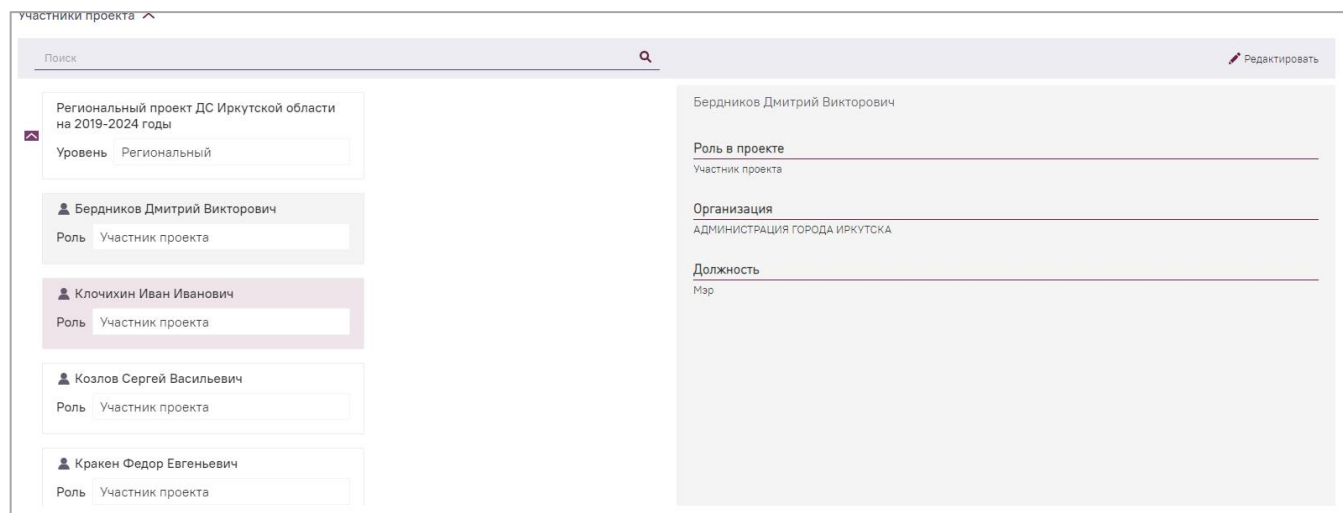 Участники проекта
Поиск
Редактировать
Региональный проект ДС Иркутской области
на 2019-2024 годы
Уровень Региональный
Бердников Дмитрий Викторович
Роль Участник проекта
Клочихин Иван Иванович
Роль Участник проекта
Козлов Сергей Васильевич
Роль Участник проекта
Кракен Федор Евгеньевич
Роль Участник проекта
Бердников Дмитрий Викторович
Роль в проекте
Участник проекта
Организация
АДМИНИСТРАЦИЯ ГОРОДА ИРКУТСКА
Должность
Мэр